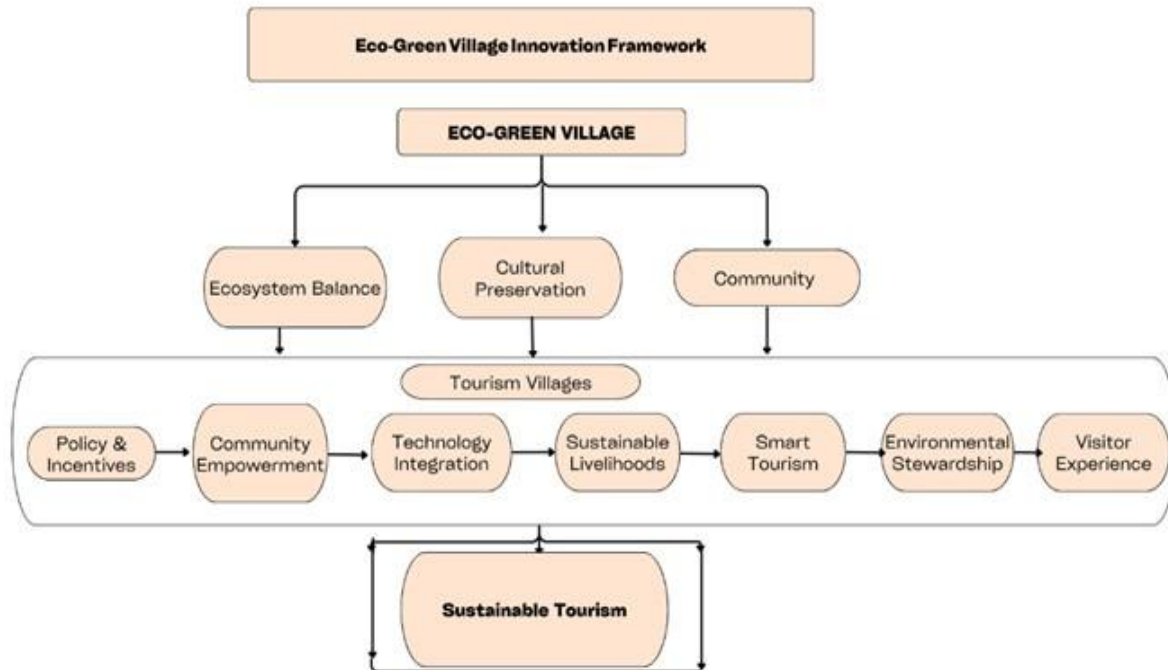 Eco-Green Village Innovation Framework
ECO-GREEN VILLAGE
Ecosystem Balance
Cultural
Preservation
Community
Tourism Villages
Policy &
Incentives
Community
Empowerment
Technology
Integration
Sustainable
Livelihoods
Smart
Tourism
Environmental
Stewardship
Visitor
Experience
Sustainable Tourism